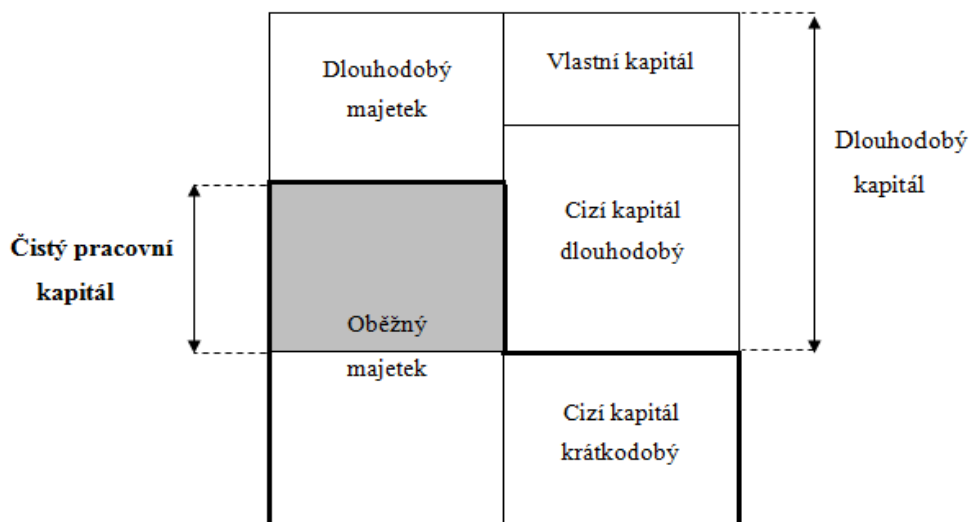 Dlouhodobý
majetek
Vlastní kapitál
Dlouhodobý
kapitál
Čistý pracovní
kapitál
Cizí kapitál
dlouhodobý
Oběžný
majetek
Cizí kapitál
krátkodobý